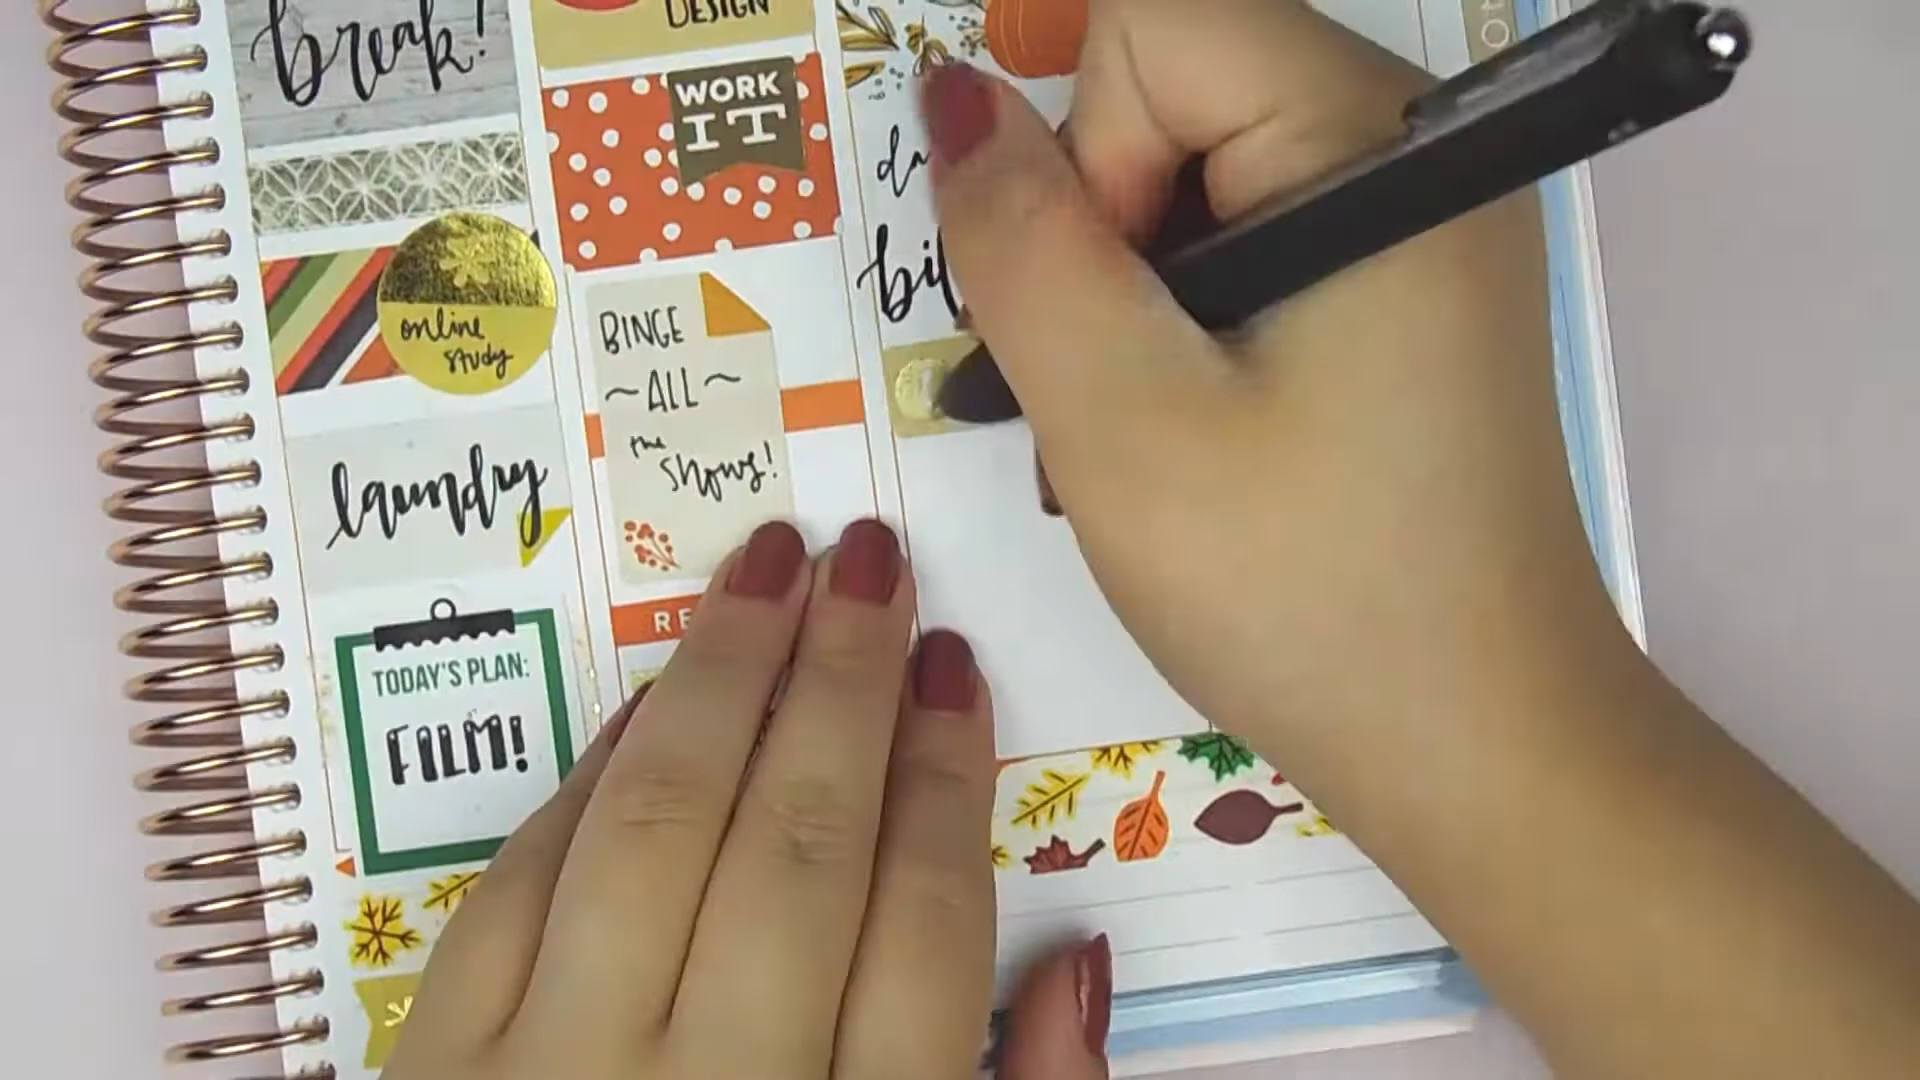 break!
online
study
laundry
TODAY'S PLAN:
FILM!
DESIGN
WORK
IT
BINGE
~ALL~
the
Shows!